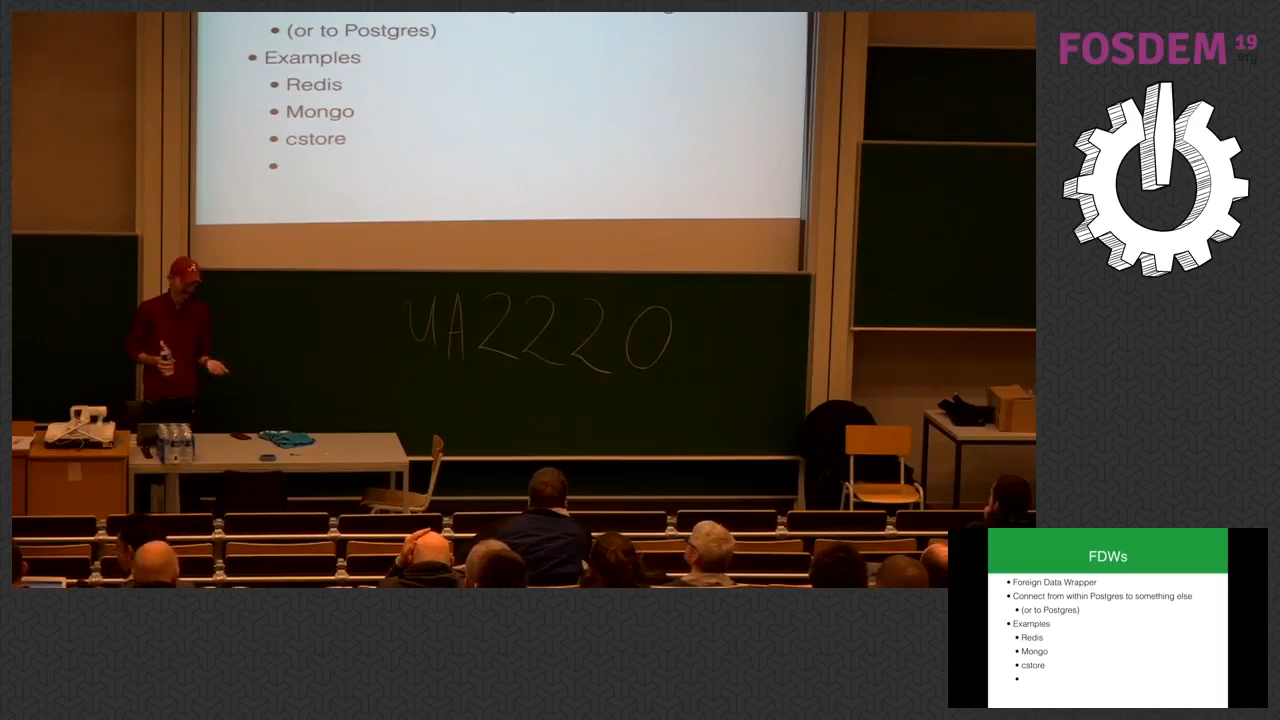 • (or to Postgres)
• Examples
• Redis
• Mongo
• cstore
•
UA2220
A
FOSDEM 19
.org
FDWs
• Foreign Data Wrapper
• Connect from within Postgres to something else
• (or to Postgres)
• Examples
• Redis
• Mongo
• cstore
•